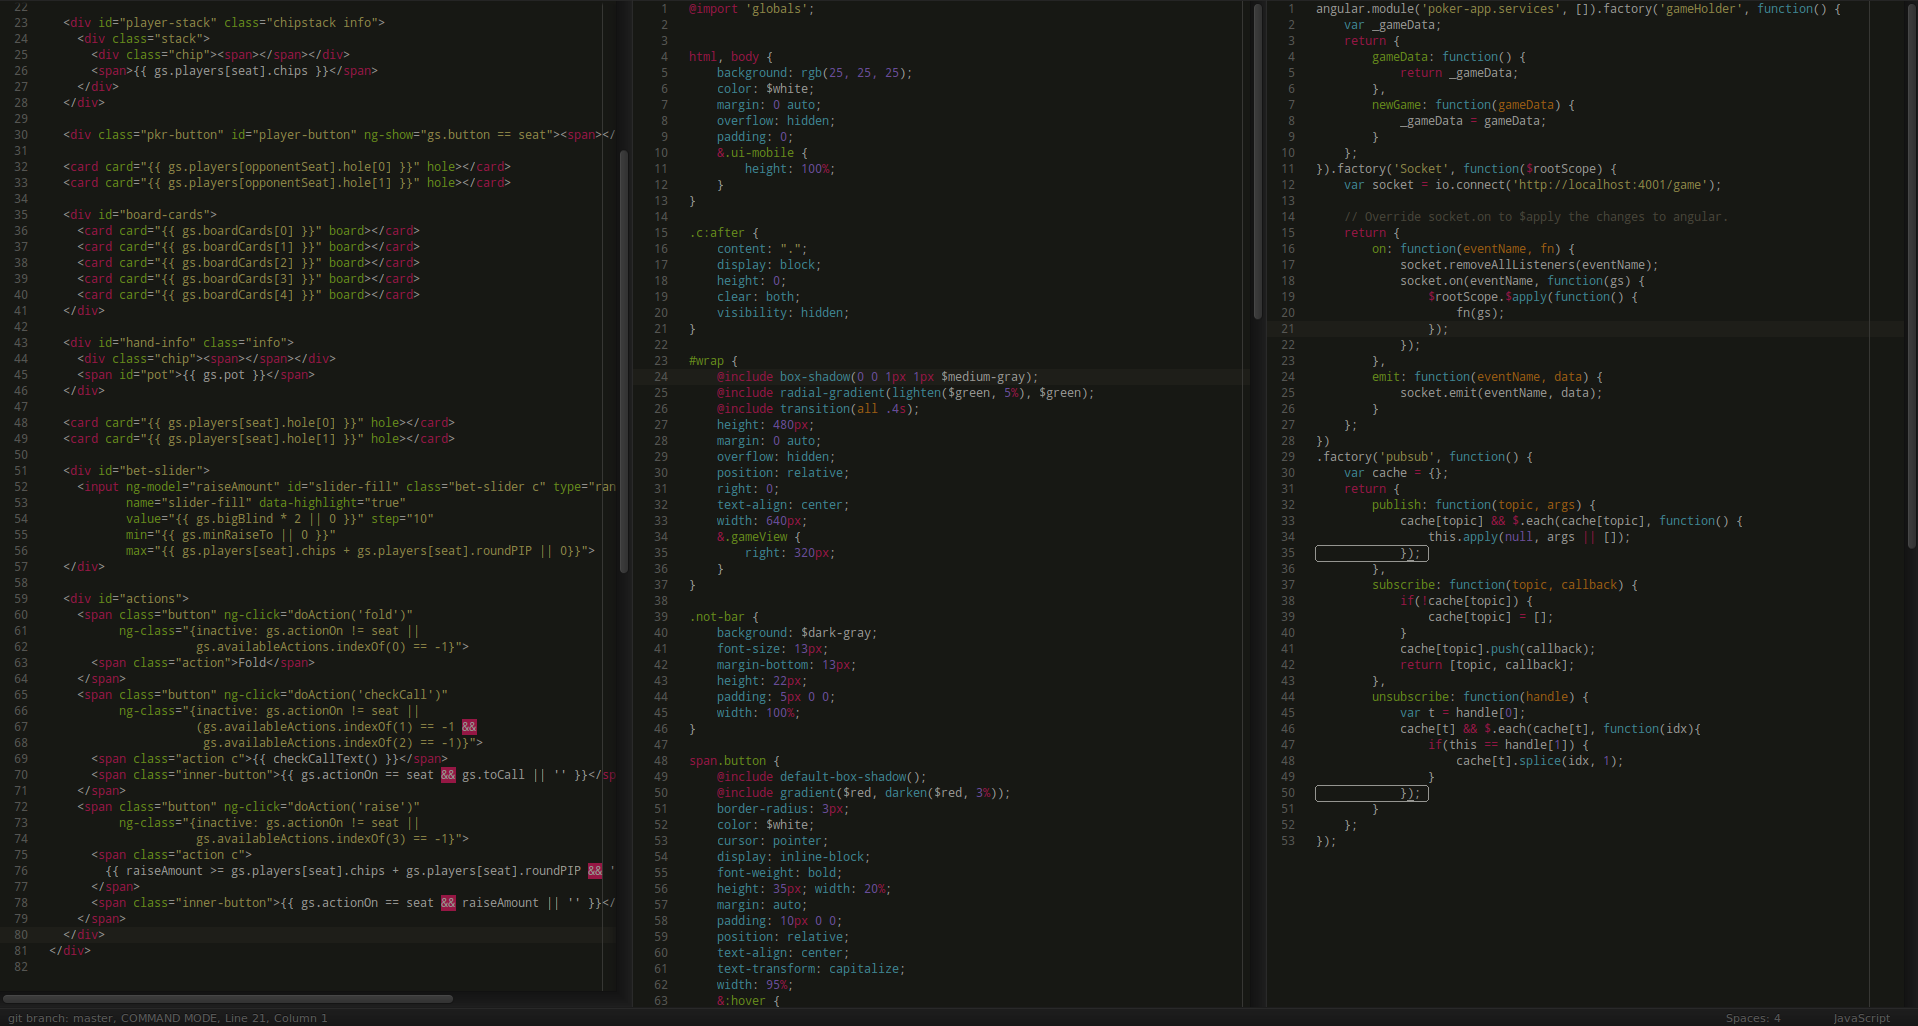 22
23 <div id="player-stack" class="chipstack info">
24 <div class="stack">
25 <div class="chip"><span></span></div>
26 <span>{{ gs.players[seat].chips }}</span>
27 </div>
28 </div>
29
30 <div class="pkr-button" id="player-button" ng-show="gs.button == seat"><span></
31
32 <card card="{{ gs.players[opponentSeat].hole[0] }}" hole></card>
33 <card card="{{ gs.players[opponentSeat].hole[1] }}" hole></card>
34
35 <div id="board-cards">
36 <card card="{{ gs.boardCards[0] }}" board></card>
37 <card card="{{ gs.boardCards[1] }}" board></card>
38 <card card="{{ gs.boardCards[2] }}" board></card>
39 <card card="{{ gs.boardCards[3] }}" board></card>
40 <card card="{{ gs.boardCards[4] }}" board></card>
41 </div>
42
43 <div id="hand-info" class="info">
44 <div class="chip"><span></span></div>
45 <span id="pot">{{ gs.pot }}</span>
46 </div>
47
48 <card card="{{ gs.players[seat].hole[0] }}" hole></card>
49 <card card="{{ gs.players[seat].hole[1] }}" hole></card>
50
51 <div id="bet-slider">
52 <input ng-model="raiseAmount" id="slider-fill" class="bet-slider c" type="ran
53 name="slider-fill" data-highlight="true"
54 value="{{ gs.bigBlind * 2 || 0 }}" step="10"
55 min="{{ gs.minRaiseTo || 0 }}"
56 max="{{ gs.players[seat].chips + gs.players[seat].roundPIP || 0}}">
57 </div>
58
59 <div id="actions">
60 <span class="button" ng-click="doAction('fold')"
61 ng-class="{inactive: gs.actionOn != seat ||
62 gs.availableActions.indexOf(0) == -1}">
63 <span class="action">Fold</span>
64 </span>
65 <span class="button" ng-click="doAction('checkCall')"
66 ng-class="{inactive: gs.actionOn != seat ||
67 (gs.availableActions.indexOf(1) == -1 &&
68 gs.availableActions.indexOf(2) == -1)}">
69 <span class="action c">{{ checkCallText() }}</span>
70 <span class="inner-button">{{ gs.actionOn == seat && gs.toCall || '' }}</sp
71 </span>
72 <span class="button" ng-click="doAction('raise')"
73 ng-class="{inactive: gs.actionOn != seat ||
74 gs.availableActions.indexOf(3) == -1}">
75 <span class="action c">
76 {{ raiseAmount >= gs.players[seat].chips + gs.players[seat].roundPIP && '
77 </span>
78 <span class="inner-button">{{ gs.actionOn == seat && raiseAmount || '' }}</
79 </span>
80 </div>
81 </div>
82
1 @import 'globals';
2
3
4 html, body {
5 background: rgb(25, 25, 25);
6 color: $white;
7 margin: 0 auto;
8 overflow: hidden;
9 padding: 0;
10 &.ui-mobile {
11 height: 100%;
12 }
13 }
14
15 .c:after {
16 content: ".";
17 display: block;
18 height: 0;
19 clear: both;
20 visibility: hidden;
21 }
22
23 #wrap {
24 @include box-shadow(0 0 1px 1px $medium-gray);
25 @include radial-gradient(lighten($green, 5%), $green);
26 @include transition(all .4s);
27 height: 480px;
28 margin: 0 auto;
29 overflow: hidden;
30 position: relative;
31 right: 0;
32 text-align: center;
33 width: 640px;
34 &.gameView {
35 right: 320px;
36 }
37 }
38
39 .not-bar {
40 background: $dark-gray;
41 font-size: 13px;
42 margin-bottom: 13px;
43 height: 22px;
44 padding: 5px 0 0;
45 width: 100%;
46 }
47
48 span.button {
49 @include default-box-shadow();
50 @include gradient($red, darken($red, 3%));
51 border-radius: 3px;
52 color: $white;
53 cursor: pointer;
54 display: inline-block;
55 font-weight: bold;
56 height: 35px; width: 20%;
57 margin: auto;
58 padding: 10px 0 0;
59 position: relative;
60 text-align: center;
61 text-transform: capitalize;
62 width: 95%;
63 &:hover {
1 angular.module('poker-app.services', []).factory('gameHolder', function() {
2 var _gameData;
3 return {
4 gameData: function() {
5 return _gameData;
6 },
7 newGame: function(gameData) {
8 _gameData = gameData;
9 }
10 };
11 }).factory('Socket', function($rootScope) {
12 var socket = io.connect('http://localhost:4001/game');
13
14 // Override socket.on to $apply the changes to angular.
15 return {
16 on: function(eventName, fn) {
17 socket.removeAllListeners(eventName);
18 socket.on(eventName, function(gs) {
19 $rootScope.$apply(function() {
20 fn(gs);
21 });
22 });
23 },
24 emit: function(eventName, data) {
25 socket.emit(eventName, data);
26 }
27 };
28 })
29 .factory('pubsub', function() {
30 var cache = {};
31 return {
32 publish: function(topic, args) {
33 cache[topic] && $.each(cache[topic], function() {
34 this.apply(null, args || []);
35 });
36 },
37 subscribe: function(topic, callback) {
38 if(!cache[topic]) {
39 cache[topic] = [];
40 }
41 cache[topic].push(callback);
42 return [topic, callback];
43 },
44 unsubscribe: function(handle) {
45 var t = handle[0];
46 cache[t] && $.each(cache[t], function(idx){
47 if(this == handle[1]) {
48 cache[t].splice(idx, 1);
49 }
50 });
51 }
52 };
53 });
git branch: master, COMMAND MODE, Line 21, Column 1
Spaces: 4 JavaScript